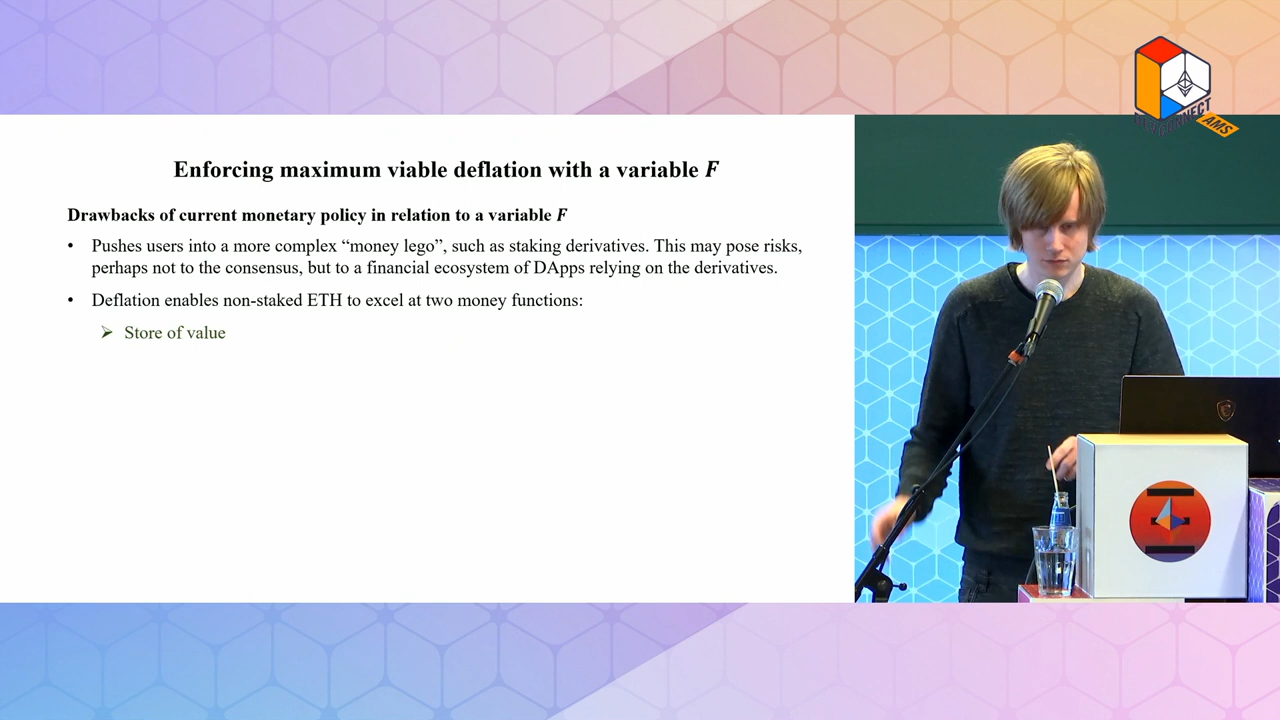 Enforcing maximum viable deflation with a variable F
Drawbacks of current monetary policy in relation to a variable F
• Pushes users into a more complex “money lego”, such as staking derivatives. This may pose risks,
perhaps not to the consensus, but to a financial ecosystem of DApps relying on the derivatives.
• Deflation enables non-staked ETH to excel at two money functions:
➢ Store of value
AMS